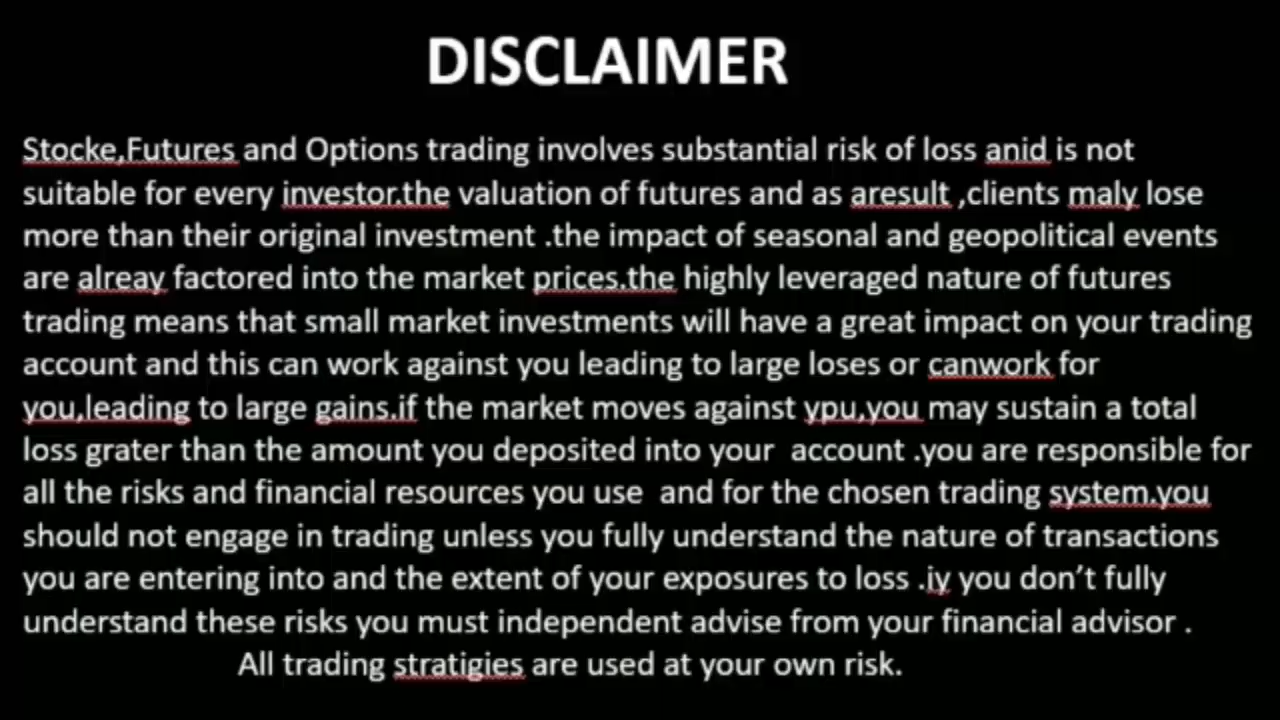 DISCLAIMER
Stocke,Futures and Options trading involves substantial risk of loss anid is not
suitable for every investor.the valuation of futures and as aresult ,clients maly lose
more than their original investment .the impact of seasonal and geopolitical events
are alreay factored into the market prices.the highly leveraged nature of futures
trading means that small market investments will have a great impact on your trading
account and this can work against you leading to large loses or canwork for
you,leading to large gains.if the market moves against ypu,you may sustain a total
loss grater than the amount you deposited into your  account .you are responsible for
all the risks and financial resources you use  and for the chosen trading system.you
should not engage in trading unless you fully understand the nature of transactions
you are entering into and the extent of your exposures to loss .iy you don’t fully
understand these risks you must independent advise from your financial advisor .
All trading stratigies are used at your own risk.